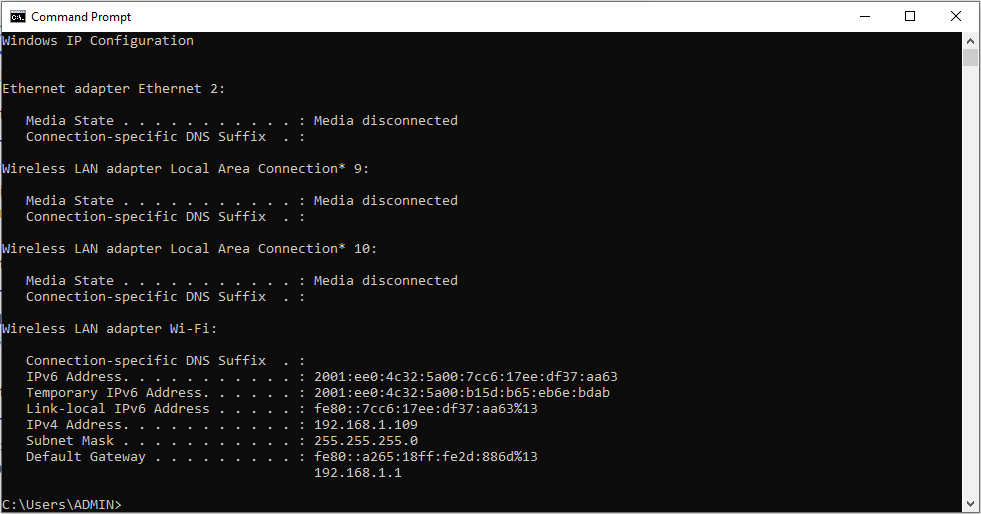 Command Prompt
Windows IP Configuration
Ethernet adapter Ethernet 2:
Media State . . . . . . . . . . . : Media disconnected
Connection-specific DNS Suffix  . :
Wireless LAN adapter Local Area Connection* 9:
Media State . . . . . . . . . . . : Media disconnected
Connection-specific DNS Suffix  . :
Wireless LAN adapter Local Area Connection* 10:
Media State . . . . . . . . . . . : Media disconnected
Connection-specific DNS Suffix  . :
Wireless LAN adapter Wi-Fi:
Connection-specific DNS Suffix  . :
IPv6 Address. . . . . . . . . . . : 2001:ee0:4c32:5a00:7cc6:17ee:df37:aa63
Temporary IPv6 Address. . . . . . : 2001:ee0:4c32:5a00:b15d:b65:eb6e:bdab
Link-local IPv6 Address . . . . . : fe80::7cc6:17ee:df37:aa63%13
IPv4 Address. . . . . . . . . . . : 192.168.1.109
Subnet Mask . . . . . . . . . . . : 255.255.255.0
Default Gateway . . . . . . . . . : fe80::a265:18ff:fe2d:886d%13
192.168.1.1
C:\Users\ADMIN>